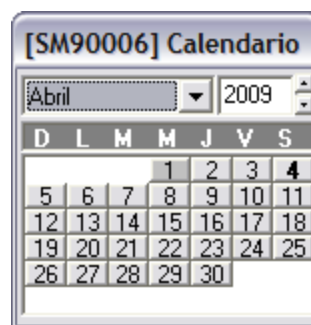 [SM90006] Calendario
Abril 2009
D L M M J V S
1 2 3 4
5 6 7 8 9 10 11
12 13 14 15 16 17 18
19 20 21 22 23 24 25
26 27 28 29 30